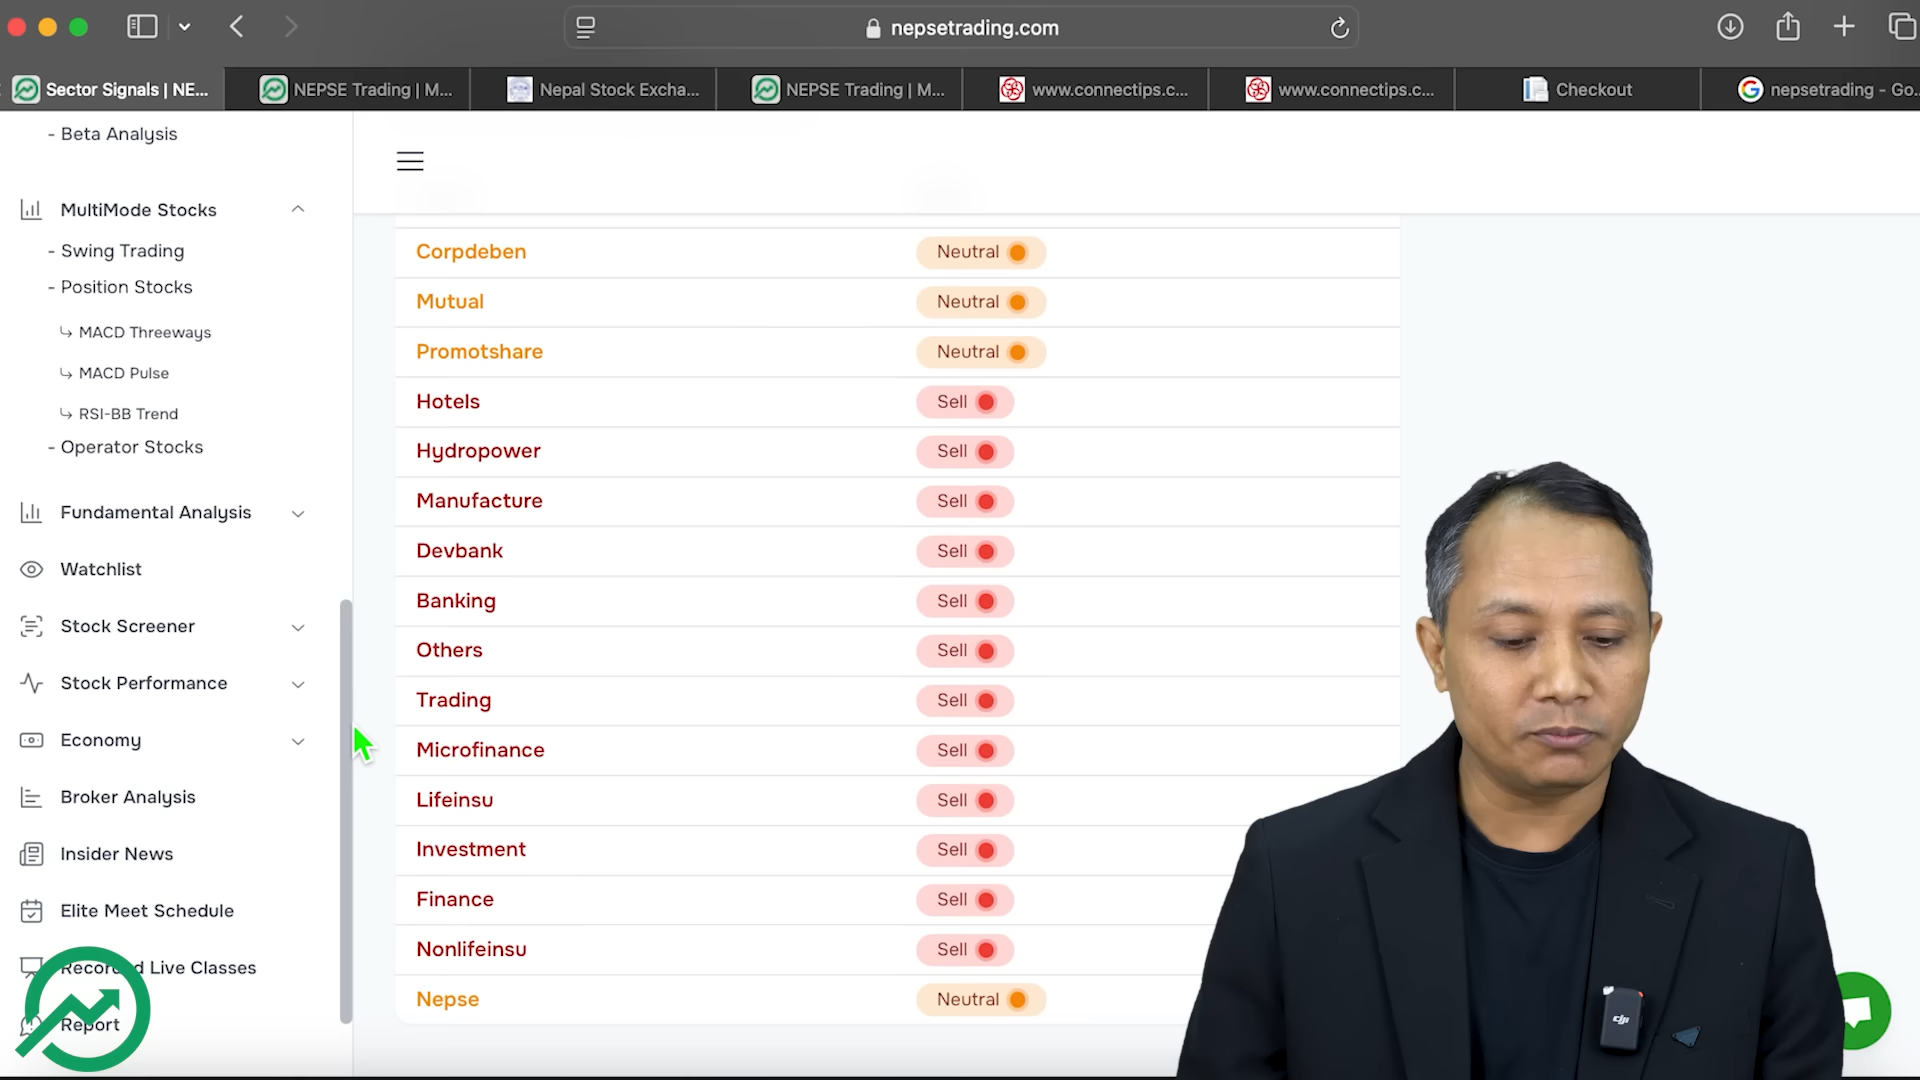 nepsetrading.com
Sector Signals | NE...
NEPSE Trading | M...
Nepal Stock Excha...
NEPSE Trading | M...
www.connectips.c...
www.connectips.c...
Checkout
nepsetrading - Go...
- Beta Analysis
MultiMode Stocks
- Swing Trading
- Position Stocks
↳ MACD Threeways
↳ MACD Pulse
↳ RSI-BB Trend
- Operator Stocks
Fundamental Analysis
Watchlist
Stock Screener
Stock Performance
Economy
Broker Analysis
Insider News
Elite Meet Schedule
Live Classes
Report
Corpdeben Neutral
Mutual Neutral
Promotshare Neutral
Hotels Sell
Hydropower Sell
Manufacture Sell
Devbank Sell
Banking Sell
Others Sell
Trading Sell
Microfinance Sell
Lifeinsu Sell
Investment Sell
Finance Sell
Nonlifeinsu Sell
Nepse Neutral
dji